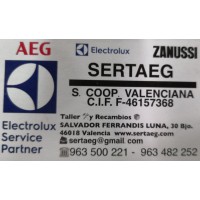 AEG Electrolux ZANUSSI
SERTAEG
S. COOP. VALENCIANA
C.I.F. F-46157368
Electrolux
Service
Partner
Taller y Recambios
SALVADOR FERRANDIS LUNA, 30 Bjo.
46018 Valencia www.sertaeg.com
sertaeg@gmail.com
963 500 221 - 963 482 252